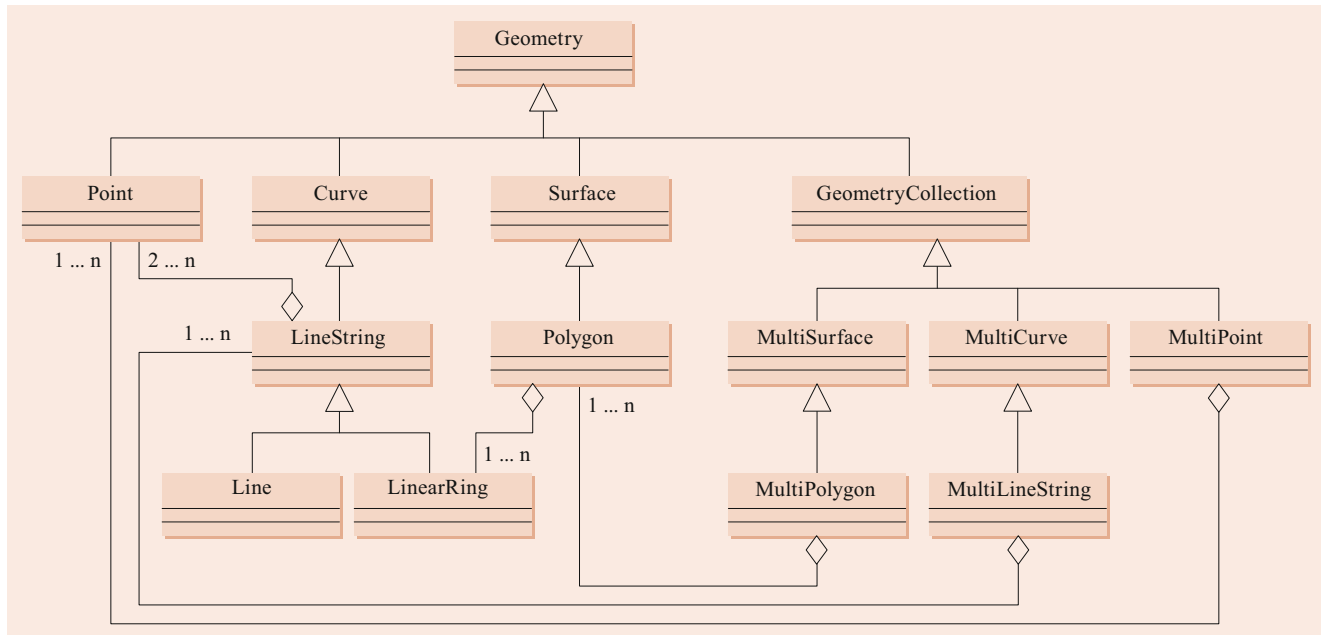 Geometry
Point
Curve
Surface
GeometryCollection
1 ... n
2 ... n
1 ... n
LineString
Polygon
MultiSurface
MultiCurve
MultiPoint
1 ... n
1 ... n
Line
LinearRing
MultiPolygon
MultiLineString